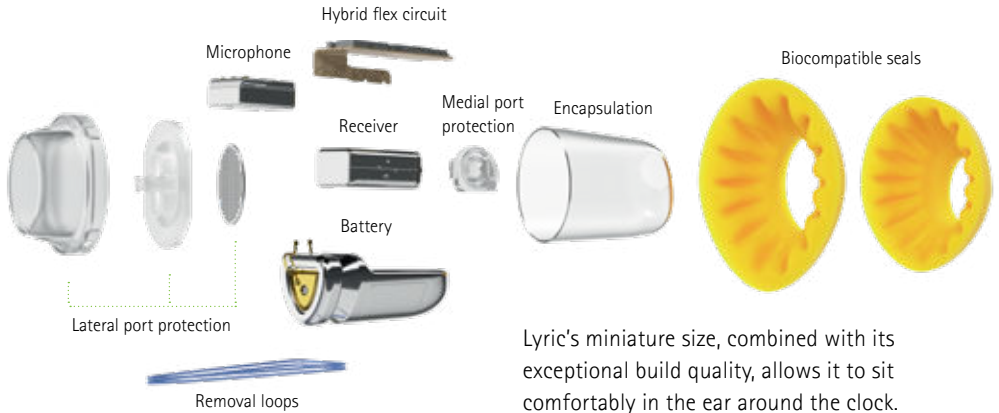 Hybrid flex circuit
Microphone
Biocompatible seals
Medial port
protection
Encapsulation
Receiver
Battery
Lateral port protection
Removal loops
Lyric's miniature size, combined with its
exceptional build quality, allows it to sit
comfortably in the ear around the clock.